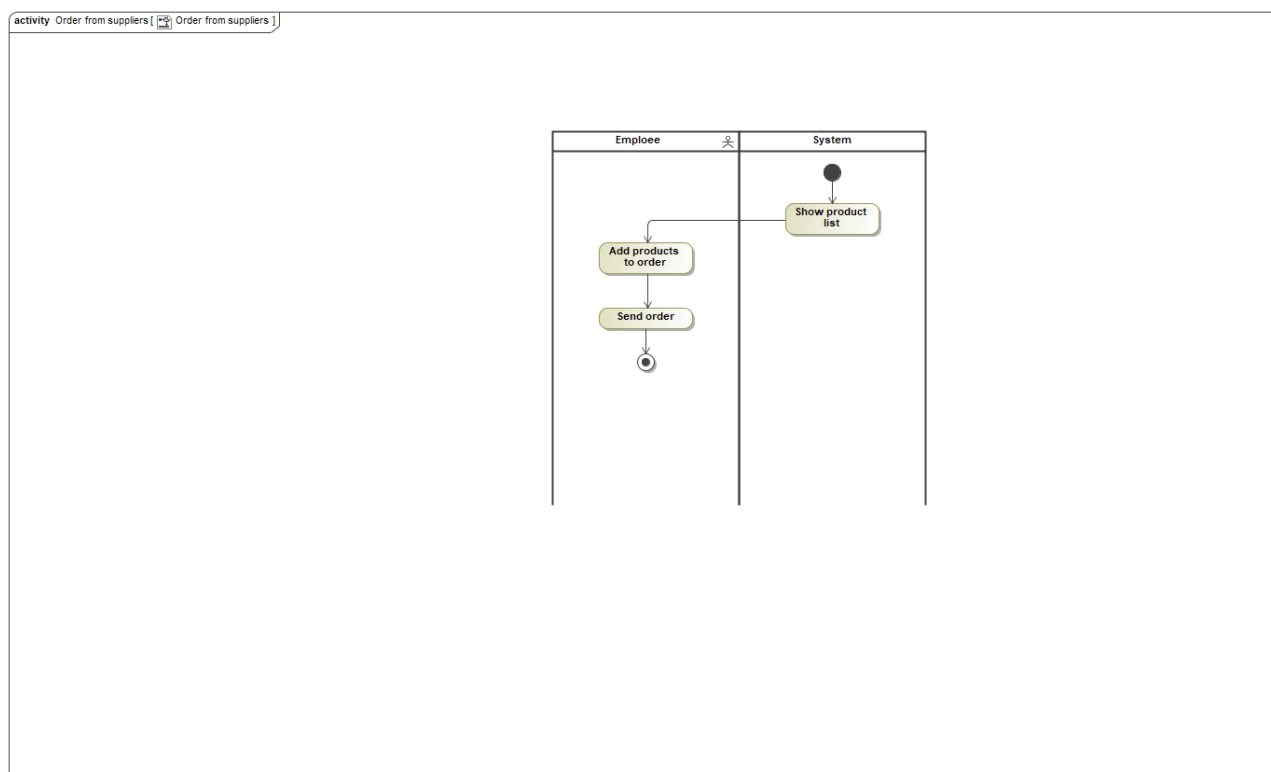 activity Order from suppliers [ Order from suppliers ]
Emploee
System
Show product
list
Add products
to order
Send order